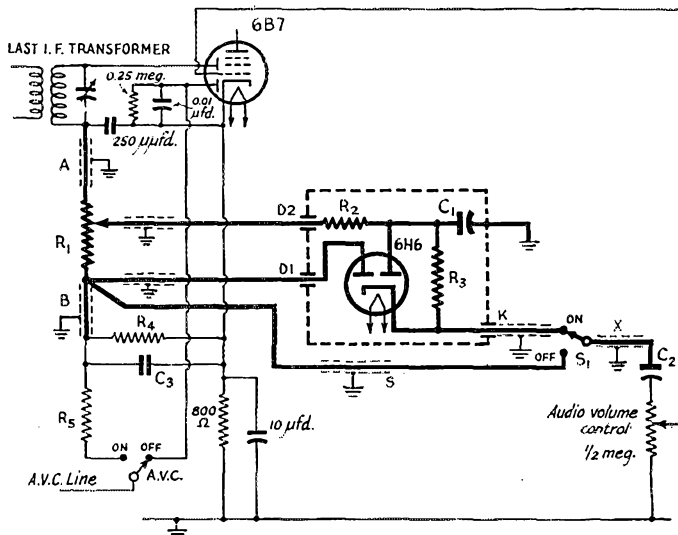 6B7
LAST I.F. TRANSFORMER
0.25 meg.
0.01
µfd.
250 µµfd.
A
R1
D2
R2
C1
6H6
R3
D1
B
R4
C3
K
ON
X
OFF
S1
C2
S
R5
800
Ω
10 µfd.
Audio volume
control
1/2 meg.
ON
OFF
A.V.C. Line
A.V.C.